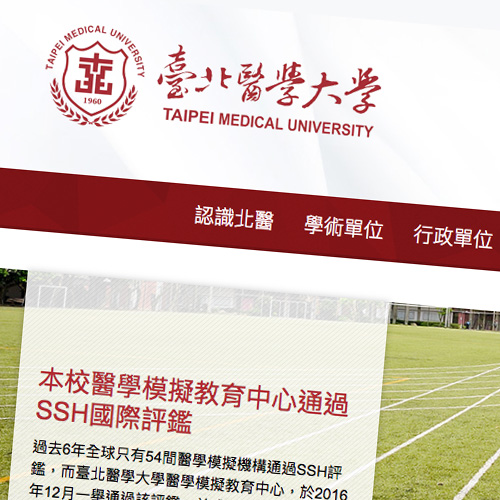 TAIPEI MEDICAL UNIVERSITY
1960
臺北醫學大学
TAIPEI MEDICAL UNIVERSITY
認識北醫 學術單位 行政單位
本校醫學模擬教育中心通過
SSH國際評鑑
過去6年全球只有54間醫學模擬機構通過SSH評
鑑，而臺北醫學大學醫學模擬教育中心，於2016
年12月一舉通過該評鑑